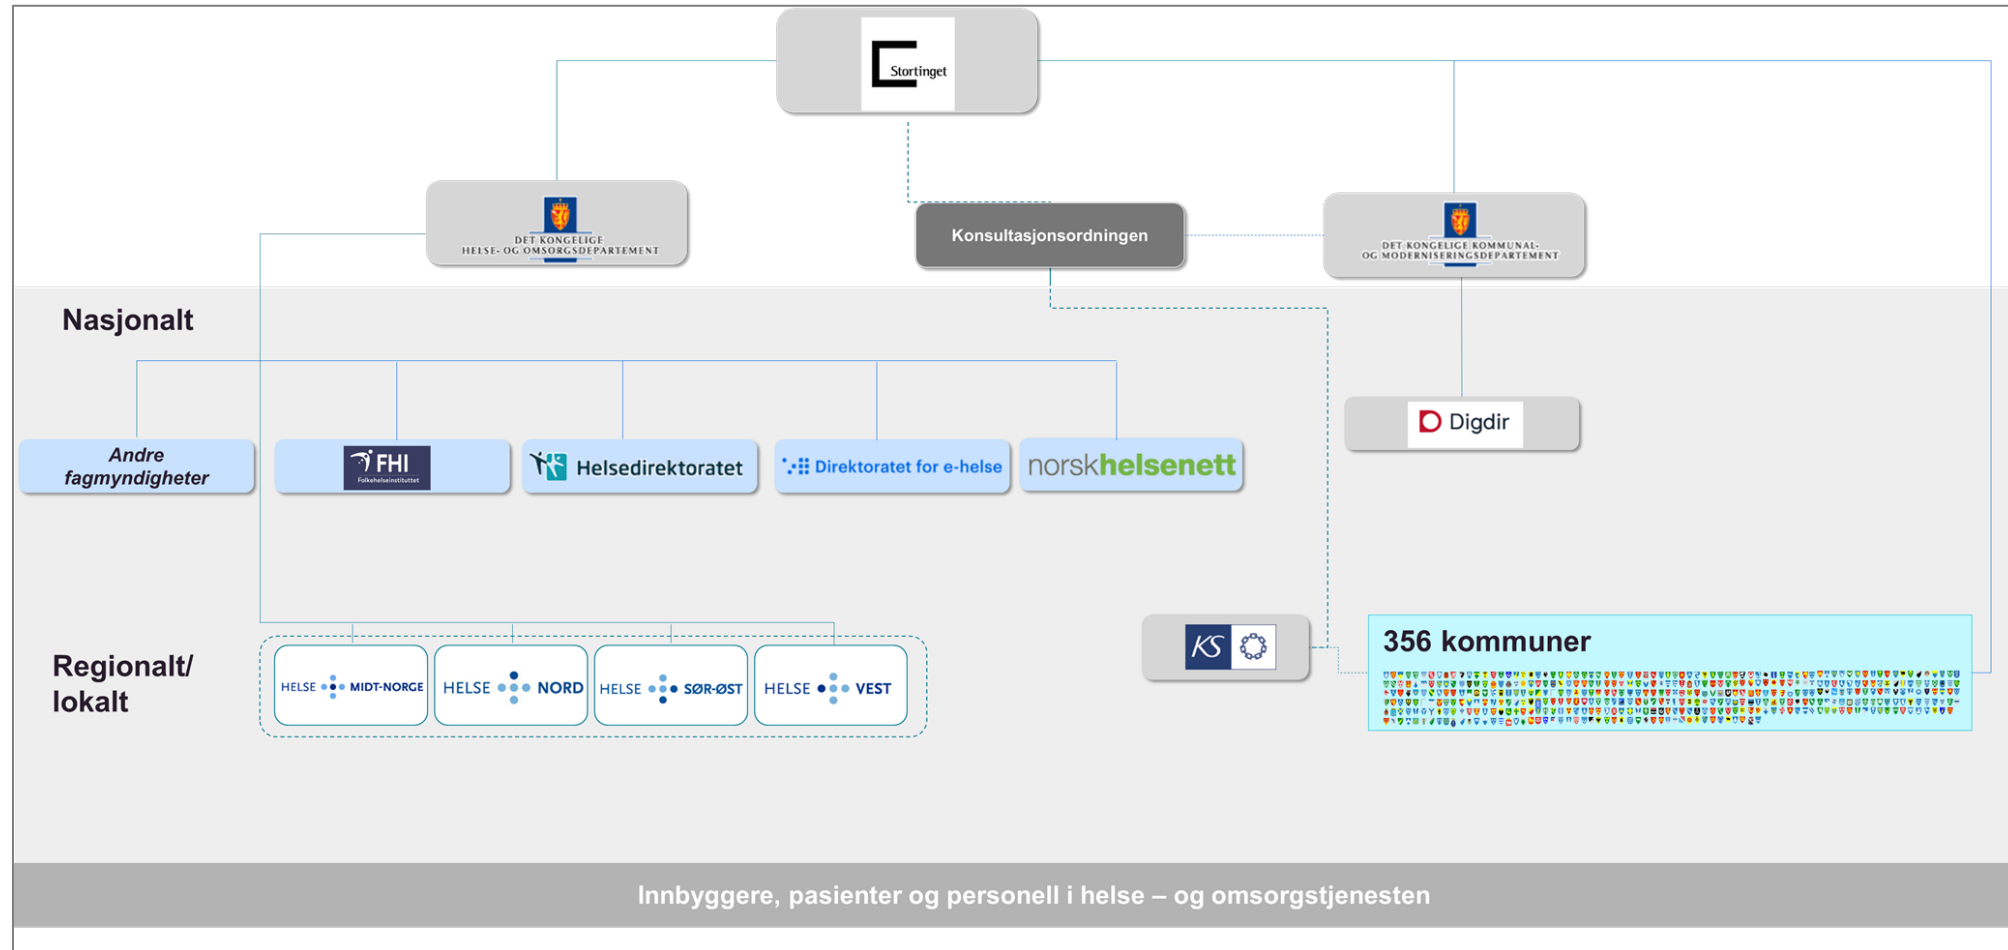 Stortinget
DET KONGELIGE
HELSE- OG OMSORGSDEPARTEMENT
Konsultasjonsordningen
DET KONGELIGE KOMMUNAL-
OG MODERNISERINGSDEPARTEMENT
Nasjonalt
Digdir
Andre
fagmyndigheter
FHI
Folkehelseinstituttet
Helsedirektoratet
Direktoratet for e-helse
norskhelsenett
Regionalt/
lokalt
HELSE MIDT-NORGE
HELSE NORD
HELSE SØR-ØST
HELSE VEST
KS
356 kommuner
Innbyggere, pasienter og personell i helse – og omsorgstjenesten